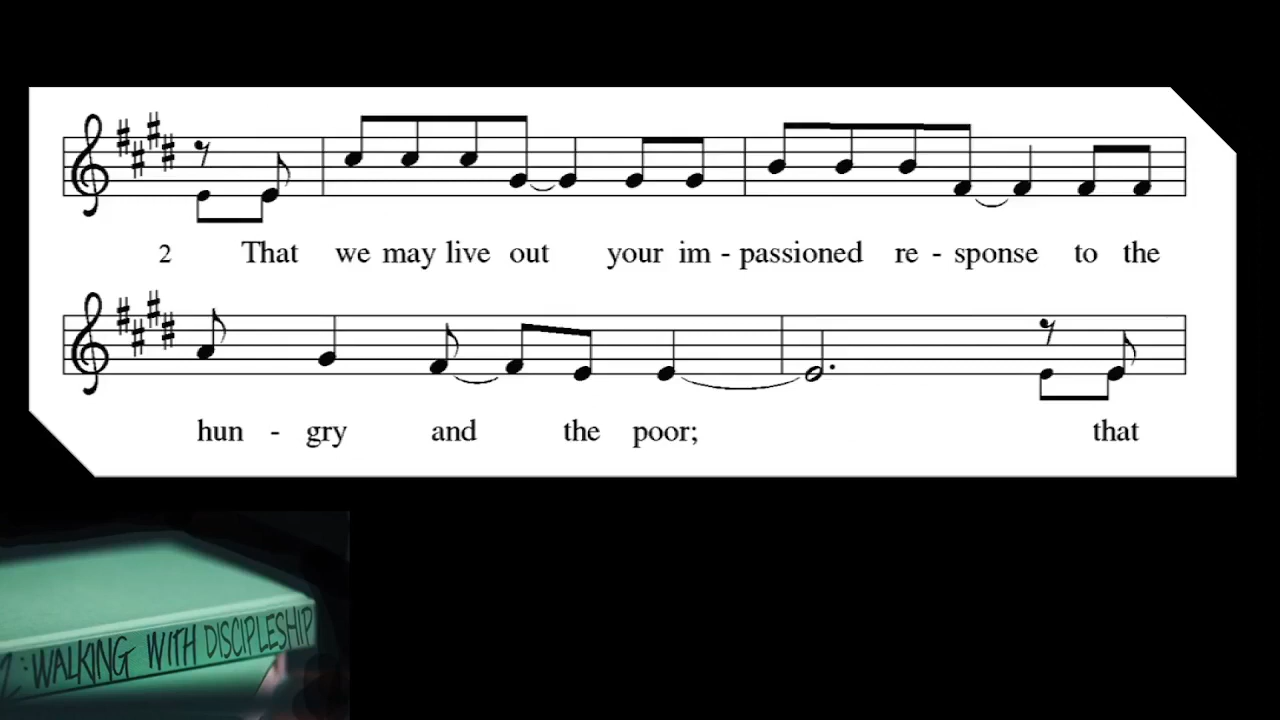 2 That we may live out your im - passioned re - sponse to the
hun - gry and the poor; that
2: WALKING WITH DISCIPLESHIP